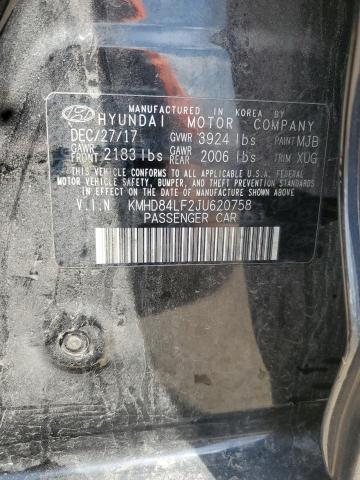 MANUFACTURED IN KOREA BY
HYUNDAI MOTOR COMPANY
DEC/27/17 GVWR 3924 lbs PAINT MJB
GAWR FRONT 2183 lbs GAWR REAR 2006 lbs TRIM XUG
THIS VEHICLE CONFORMS TO ALL APPLICABLE U.S.A. FEDERAL
MOTOR VEHICLE SAFETY, BUMPER, AND THEFT PREVENTION STANDARDS
IN EFFECT ON THE DATE OF MANUFACTURE SHOWN ABOVE.
V.I.N. KMHD84LF2JU620758
PASSENGER CAR